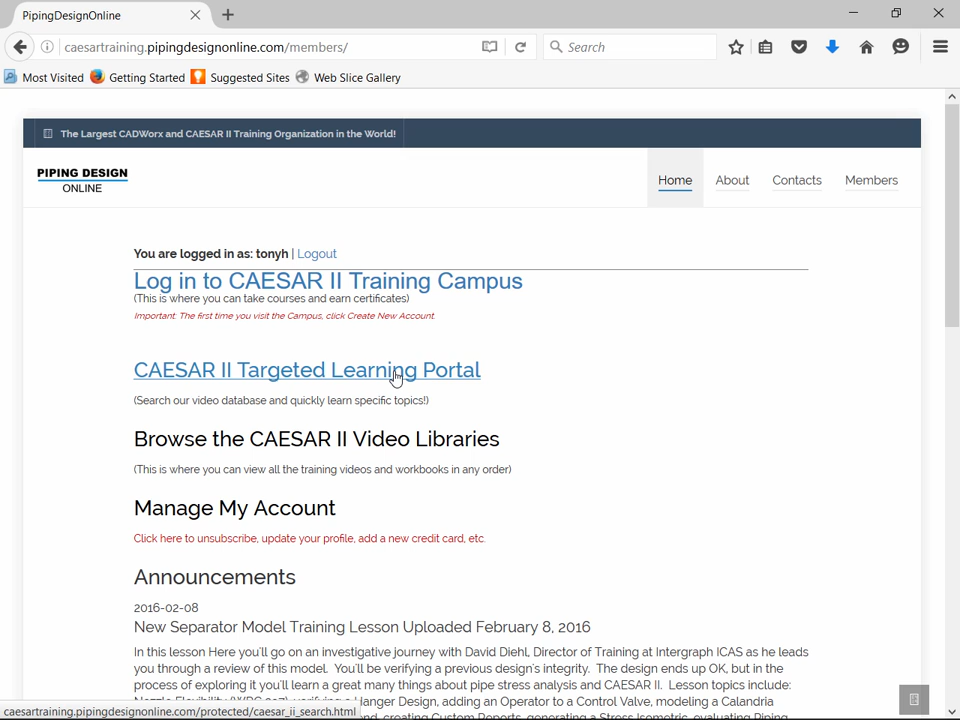 PipingDesignOnline
caesartraining.pipingdesignonline.com/members/
Search
Most Visited
Getting Started
Suggested Sites
Web Slice Gallery
The Largest CADWorx and CAESAR II Training Organization in the World!
PIPING DESIGN
ONLINE
Home
About
Contacts
Members
You are logged in as: tonyh | Logout
Log in to CAESAR II Training Campus
(This is where you can take courses and earn certificates)
Important: The first time you visit the Campus, click Create New Account.
CAESAR II Targeted Learning Portal
(Search our video database and quickly learn specific topics!)
Browse the CAESAR II Video Libraries
(This is where you can view all the training videos and workbooks in any order)
Manage My Account
Click here to unsubscribe, update your profile, add a new credit card, etc.
Announcements
2016-02-08
New Separator Model Training Lesson Uploaded February 8, 2016
In this lesson Here you'll go on an investigative journey with David Diehl, Director of Training at Intergraph ICAS as he leads
you through a review of this model. You'll be verifying a previous design's integrity. The design ends up OK, but in the
process of exploring it you'll learn a great many things about pipe stress analysis and CAESAR II. Lesson topics include:
Hanger Design, adding an Operator to a Control Valve, modeling a Calandria
caesartraining.pipingdesignonline.com/protected/caesar_ii_search.html
creating Custom Reports, generating a Stress Isometric, evaluating Piping